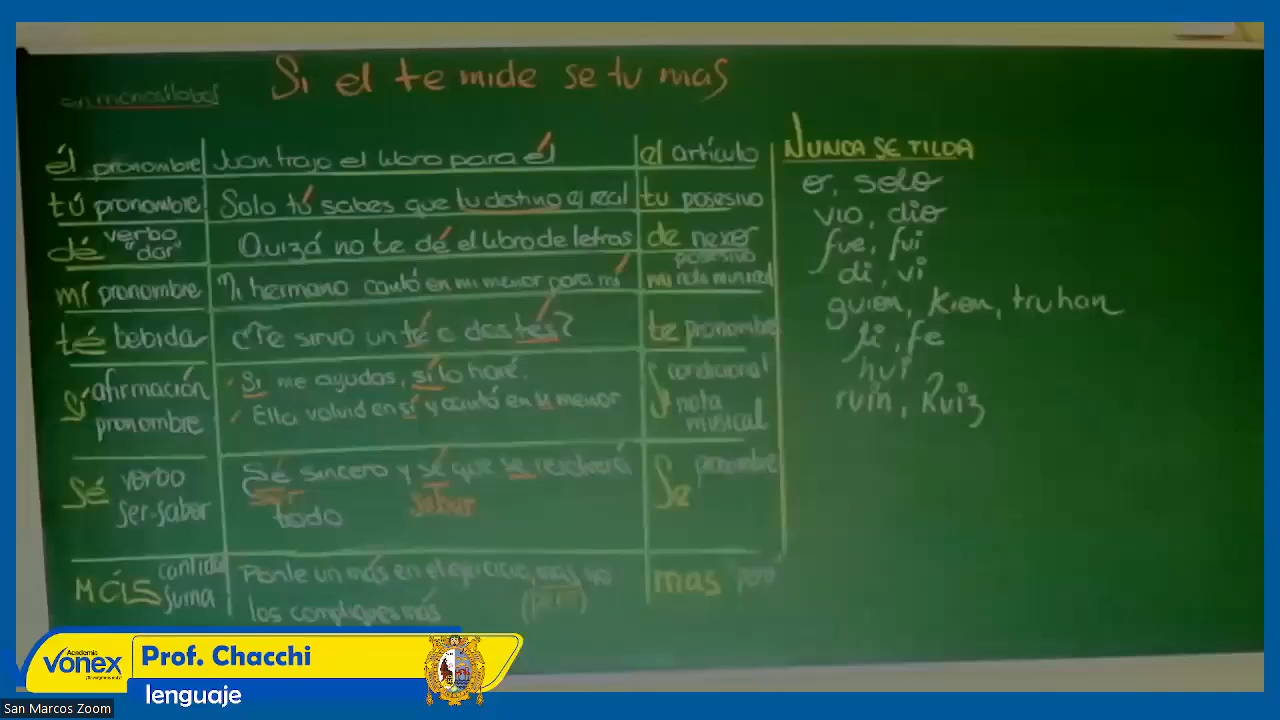 Si el te mide se tu mas
en monosílabos
él pronombre | Juan trajo el libro para él | el artículo
tú pronombre | Solo tú sabes que tu destino es real | tu posesivo
dé verbo "dar" | Quizá no te dé el libro de letras | de nexo
mí pronombre | Mi hermano cantó en mi menor para mí | mi posesivo nota musical
té bebida | ¿Te sirvo un té o dos tés? | te pronombre
sí afirmación pronombre | Si me ayudas, sí lo haré. | si condicional nota musical
Ella volvió en sí y cantó en si menor
Sé verbo ser-saber | Sé sincero y sé que se resolverá | Se pronombre
ser saber
todo
MÁS cantidad suma | Ponle un más en el ejercicio, mas no | mas pero
los compliques más (pero)
NUNCA SE TILDA
o, solo
vio, dio
fue, fui
di, vi
guion, Kion, truhan
ti, fe
hui
ruin, Ruiz
Academia
Vonex
Prof. Chacchi
lenguaje
San Marcos Zoom